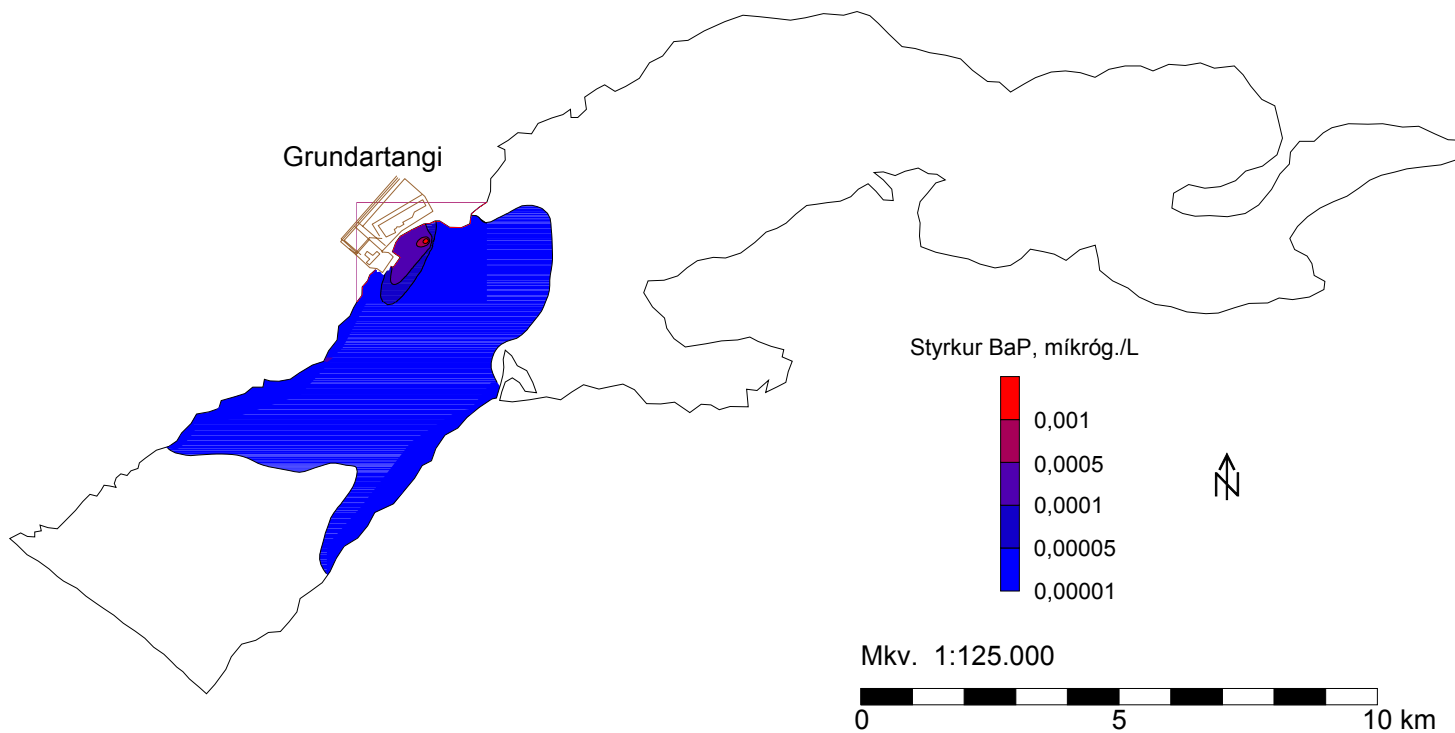 Grundartangi
Styrkur BaP, míkróg./L
0,001
0,0005
0,0001
0,00005
0,00001
N
Mkv. 1:125.000
0 5 10 km